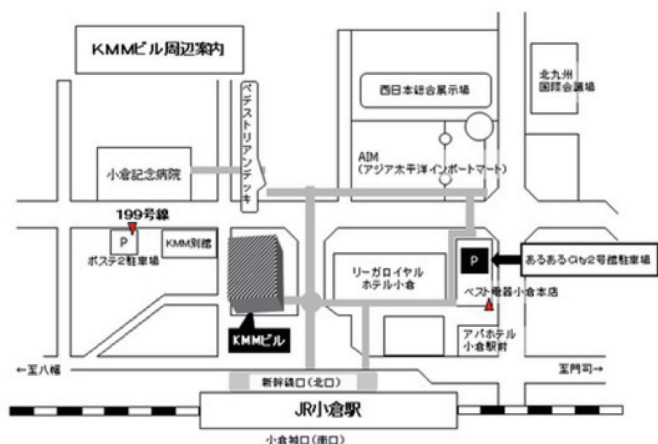 KMMビル周辺案内
ペデストリアンデッキ
西日本総合展示場
北九州
国際会議場
小倉記念病院
AIM
(アジア太平洋インポートマート)
199号線
P
ポステ2駐車場
KMM別館
リーガロイヤル
ホテル小倉
P
あるあるCity2号館駐車場
ベスト電器小倉本店
KMMビル
アパホテル
小倉駅前
←至八幡
至門司→
新幹線口(北口)
JR小倉駅
小倉城口(南口)